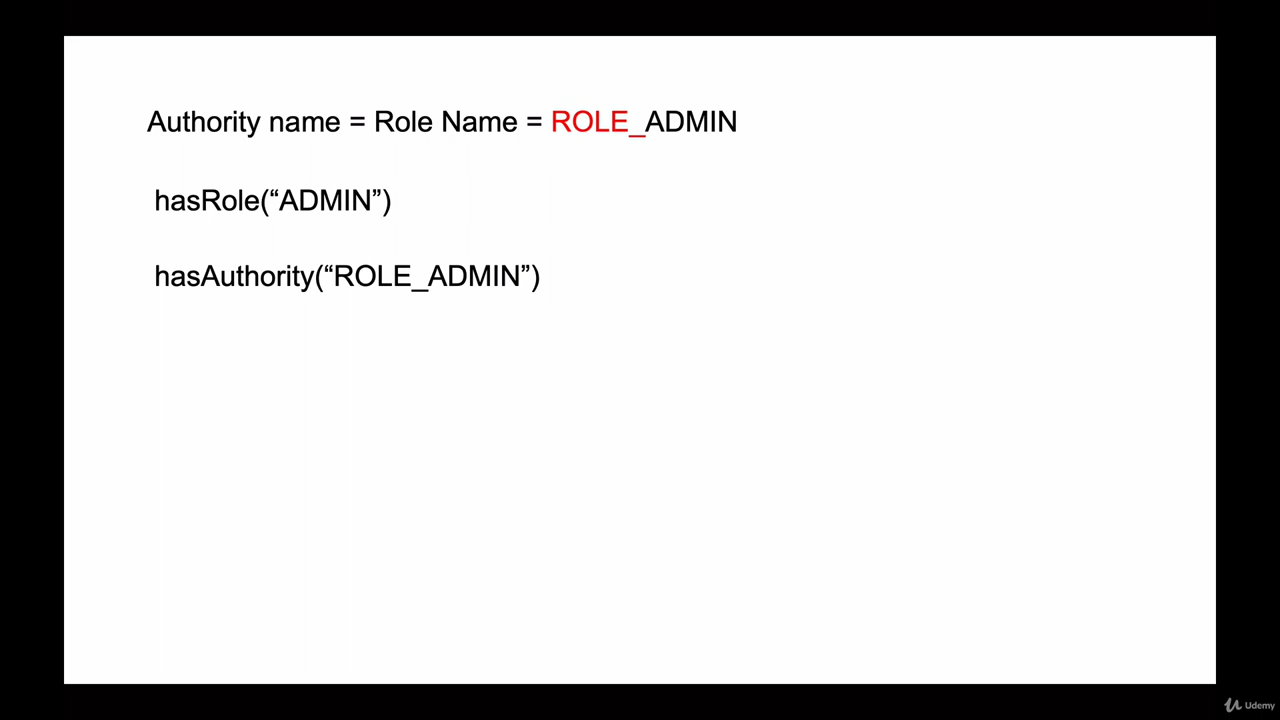 Authority name = Role Name = ROLE_ADMIN
hasRole(“ADMIN”)
hasAuthority(“ROLE_ADMIN”)
Udemy